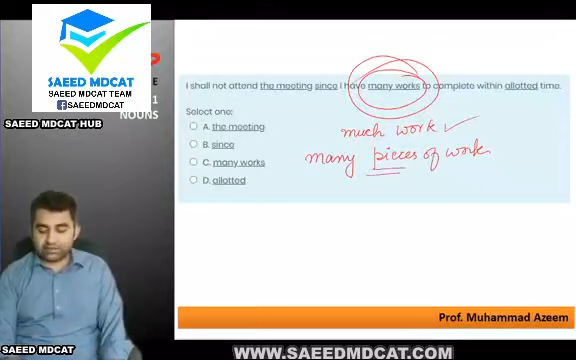 SAEED MDCAT
SAEED MDCAT TEAM
SAEEDMDCAT
SAEED MDCAT HUB
1
NOUNS
I shall not attend the meeting since I have many works to complete within allotted time.
Select one:
A. the meeting
B. since
C. many works
D. allotted
much work
many pieces of work
Prof. Muhammad Azeem
SAEED MDCAT
WWW.SAEEDMDCAT.COM